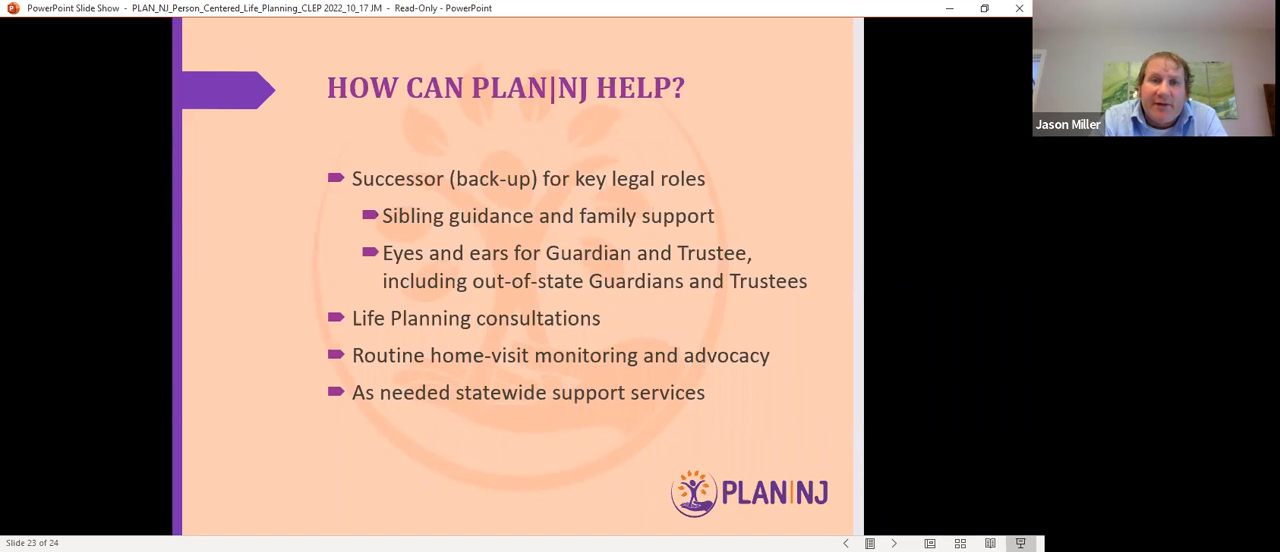 PowerPoint Slide Show - PLAN_NJ_Person_Centered_Life_Planning_CLEP 2022_10_17 JM - Read-Only - PowerPoint
Jason Miller
HOW CAN PLAN|NJ HELP?
Successor (back-up) for key legal roles
Sibling guidance and family support
Eyes and ears for Guardian and Trustee,
including out-of-state Guardians and Trustees
Life Planning consultations
Routine home-visit monitoring and advocacy
As needed statewide support services
PLAN|NJ
Slide 23 of 24